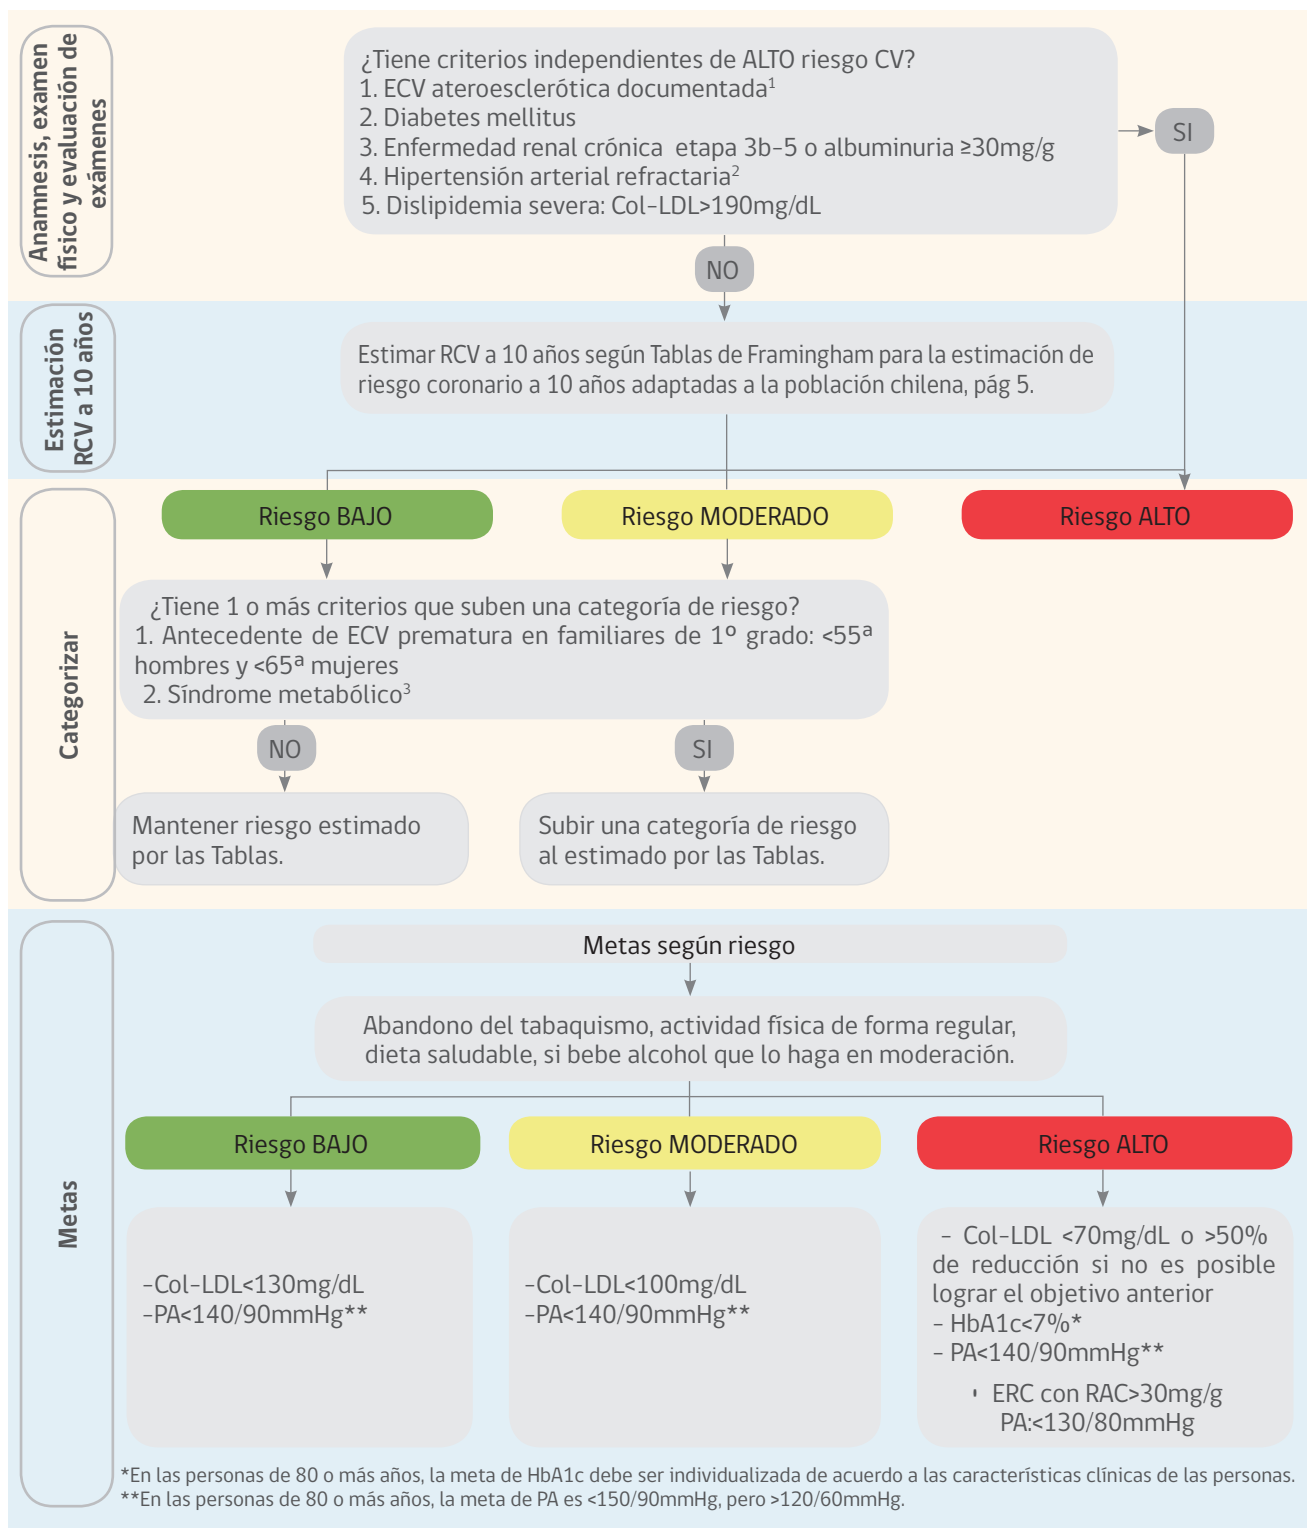 Anamnesis, examen
físico y evaluación de
exámenes
¿Tiene criterios independientes de ALTO riesgo CV?
1. ECV ateroesclerótica documentada¹
2. Diabetes mellitus
3. Enfermedad renal crónica etapa 3b-5 o albuminuria ≥30mg/g
4. Hipertensión arterial refractaria²
5. Dislipidemia severa: Col-LDL>190mg/dL
SI
NO
Estimación
RCV a 10 años
Estimar RCV a 10 años según Tablas de Framingham para la estimación de
riesgo coronario a 10 años adaptadas a la población chilena, pág 5.
Categorizar
Riesgo BAJO
Riesgo MODERADO
Riesgo ALTO
¿Tiene 1 o más criterios que suben una categoría de riesgo?
1. Antecedente de ECV prematura en familiares de 1º grado: <55ª
hombres y <65ª mujeres
2. Síndrome metabólico³
NO
SI
Mantener riesgo estimado
por las Tablas.
Subir una categoría de riesgo
al estimado por las Tablas.
Metas
Metas según riesgo
Abandono del tabaquismo, actividad física de forma regular,
dieta saludable, si bebe alcohol que lo haga en moderación.
Riesgo BAJO
Riesgo MODERADO
Riesgo ALTO
-Col-LDL<130mg/dL
-PA<140/90mmHg**
-Col-LDL<100mg/dL
-PA<140/90mmHg**
- Col-LDL <70mg/dL o >50%
de reducción si no es posible
lograr el objetivo anterior
- HbA1c<7%*
- PA<140/90mmHg**
• ERC con RAC>30mg/g
PA:<130/80mmHg
*En las personas de 80 o más años, la meta de HbA1c debe ser individualizada de acuerdo a las características clínicas de las personas.
**En las personas de 80 o más años, la meta de PA es <150/90mmHg, pero >120/60mmHg.